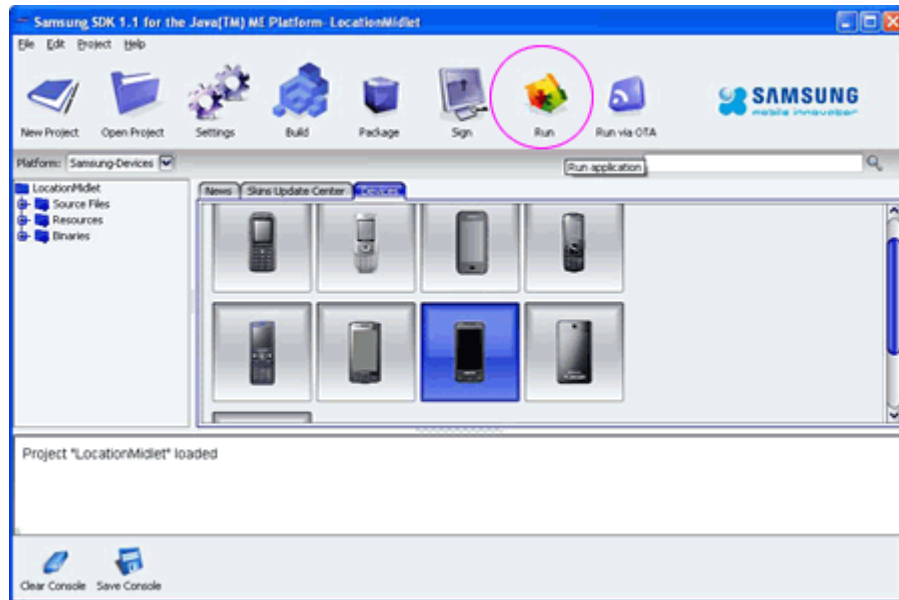 Samsung SDK 1.1 for the Java(TM) ME Platform- LocationMidlet
File Edit Project Help
New Project Open Project Settings Build Package Sign Run Run via OTA
SAMSUNG
mobile innovator
Platform: Samsung-Devices
Run application
LocationMidlet
Source Files
Resources
Binaries
News Skins Update Center Devices
Project "LocationMidlet" loaded
Clear Console Save Console